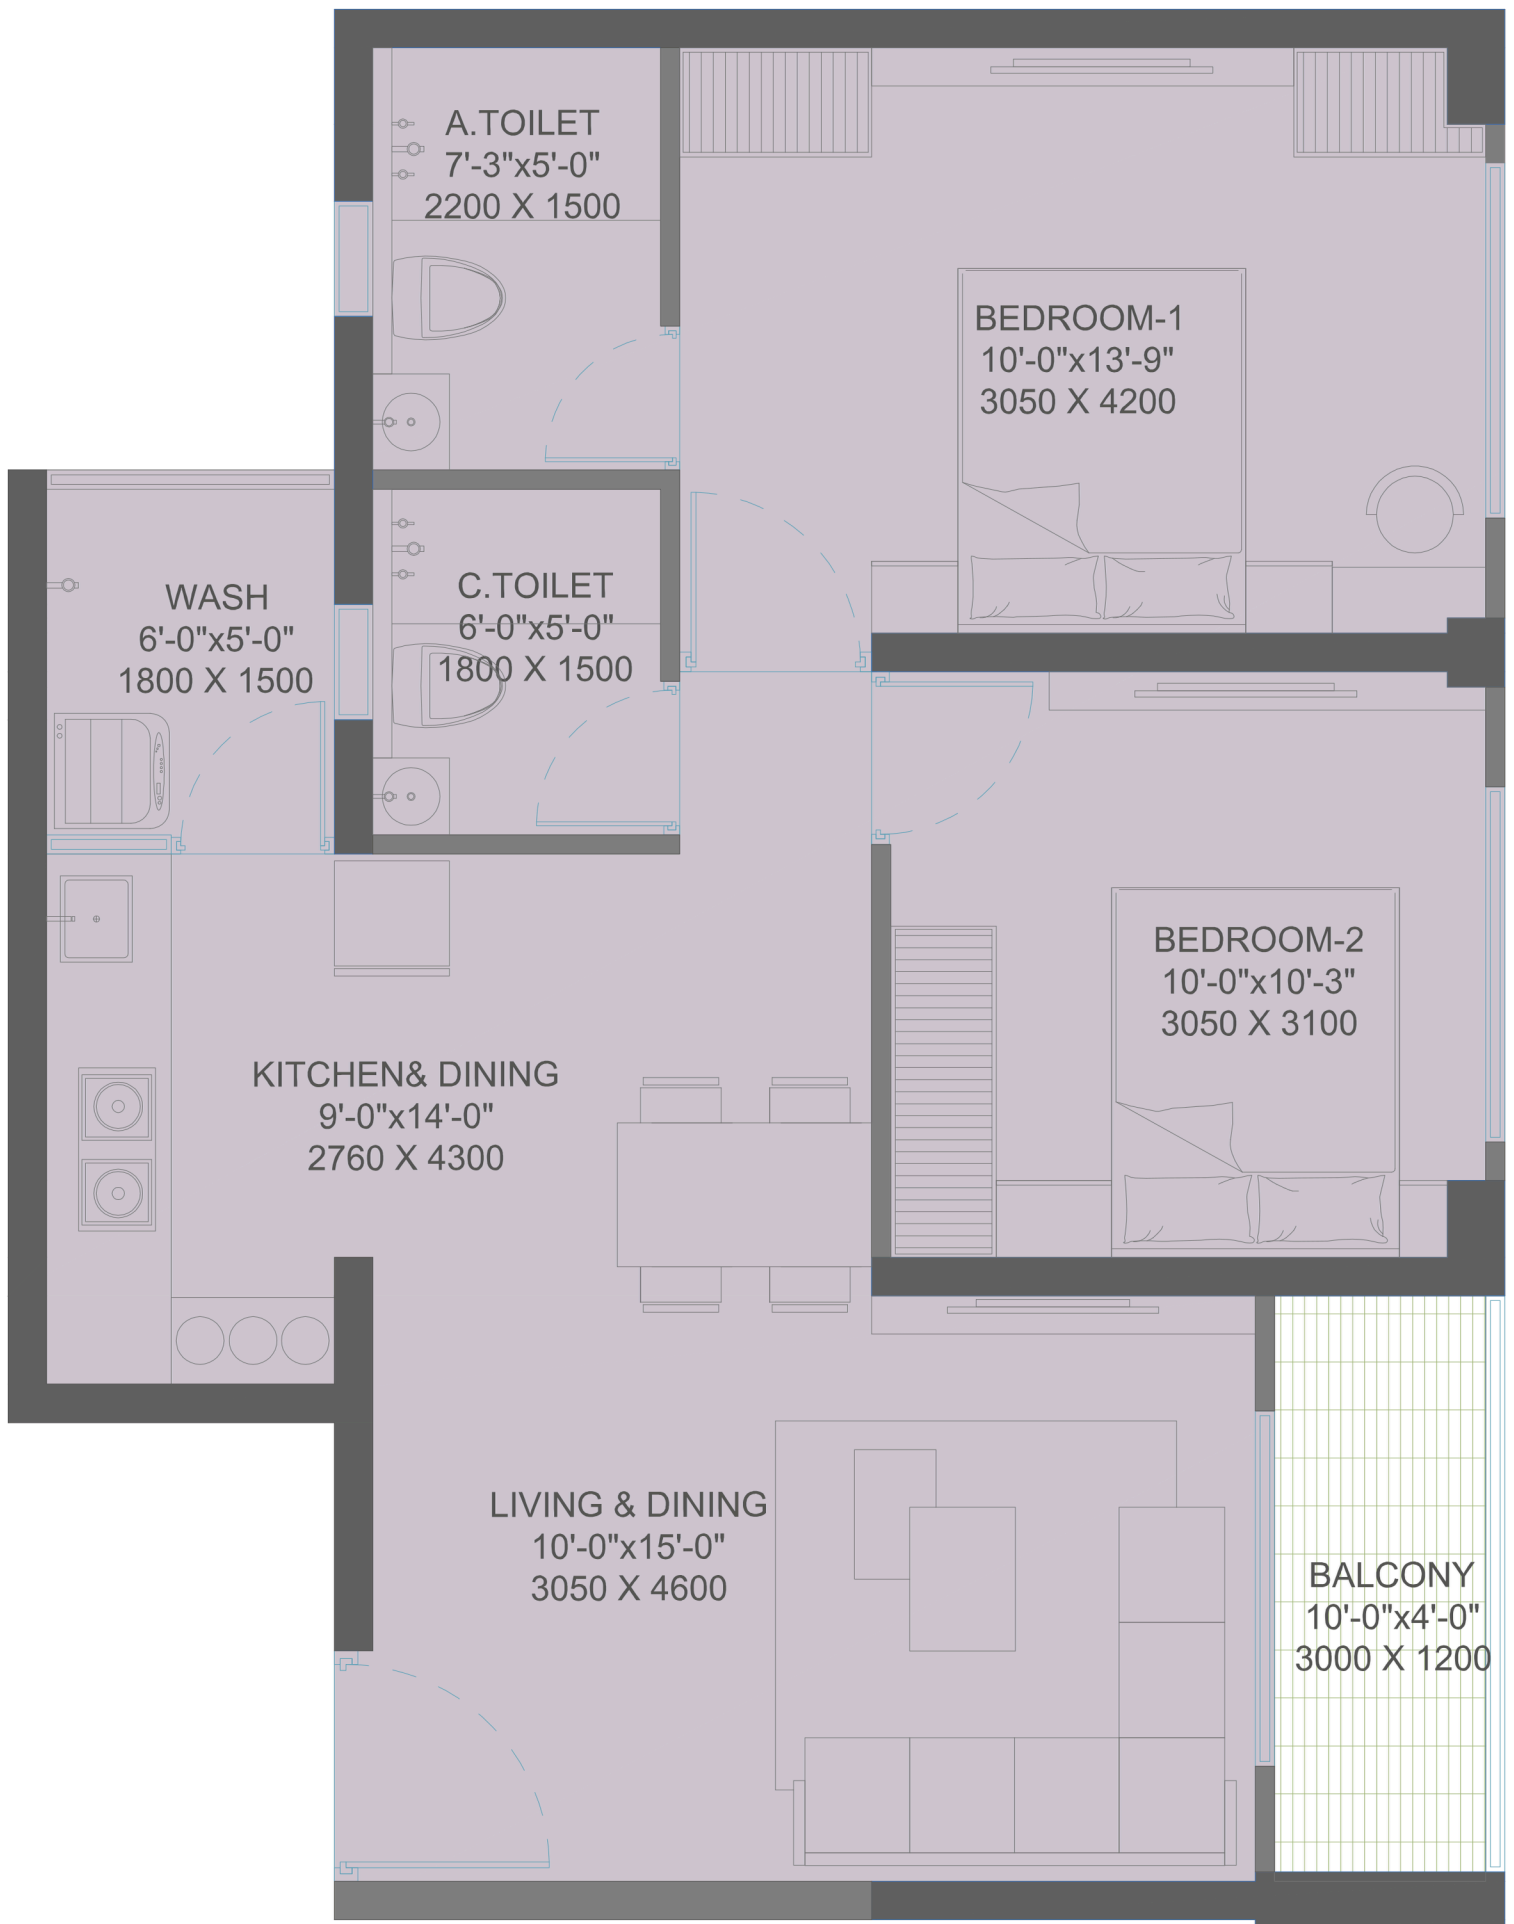 A.TOILET
7'-3"x5'-0"
2200 X 1500
BEDROOM-1
10'-0"x13'-9"
3050 X 4200
WASH
6'-0"x5'-0"
1800 X 1500
C.TOILET
6'-0"x5'-0"
1800 X 1500
BEDROOM-2
10'-0"x10'-3"
3050 X 3100
KITCHEN& DINING
9'-0"x14'-0"
2760 X 4300
LIVING & DINING
10'-0"x15'-0"
3050 X 4600
BALCONY
10'-0"x4'-0"
3000 X 1200